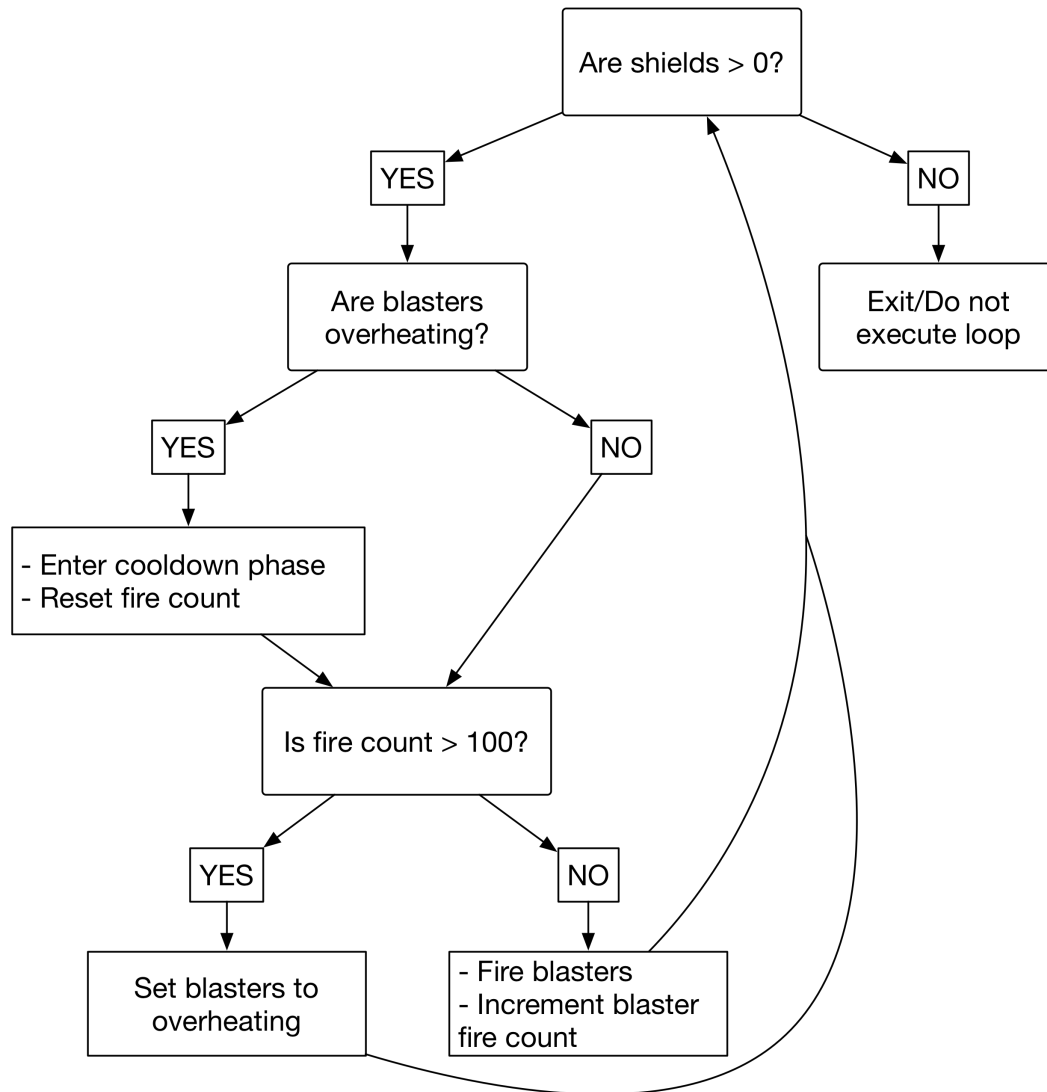 Are shields > 0?
YES
NO
Are blasters
overheating?
Exit/Do not
execute loop
YES
NO
- Enter cooldown phase
- Reset fire count
Is fire count > 100?
YES
NO
Set blasters to
overheating
- Fire blasters
- Increment blaster
fire count